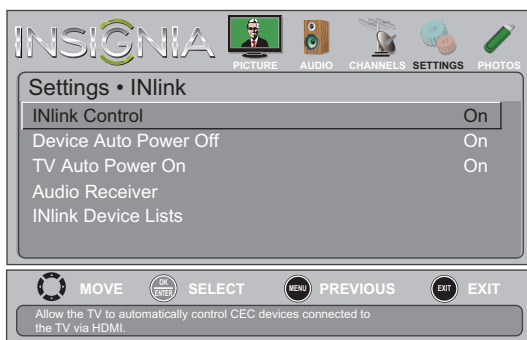 INSIGNIA
PICTURE AUDIO CHANNELS SETTINGS PHOTOS
Settings • INlink
INlink Control On
Device Auto Power Off On
TV Auto Power On On
Audio Receiver
INlink Device Lists
MOVE OK ENTER SELECT MENU PREVIOUS EXIT EXIT
Allow the TV to automatically control CEC devices connected to
the TV via HDMI.